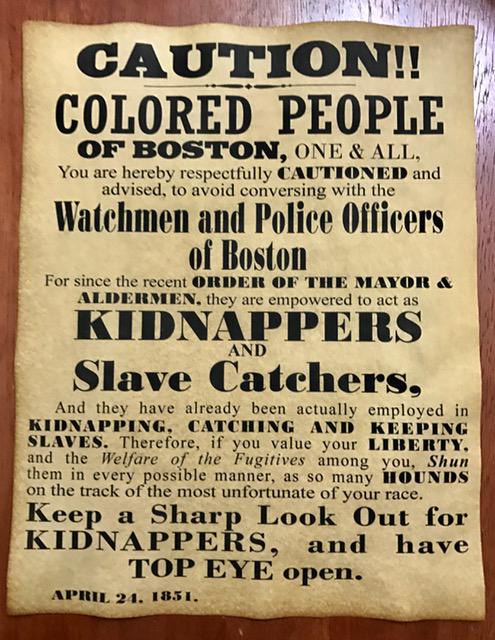 CAUTION!!
COLORED PEOPLE
OF BOSTON, ONE & ALL,
You are hereby respectfully CAUTIONED and
advised, to avoid conversing with the
Watchmen and Police Officers
of Boston
For since the recent ORDER OF THE MAYOR &
ALDERMEN, they are empowered to act as
KIDNAPPERS
AND
Slave Catchers,
And they have already been actually employed in
KIDNAPPING, CATCHING AND KEEPING
SLAVES. Therefore, if you value your LIBERTY,
and the Welfare of the Fugitives among you, Shun
them in every possible manner, as so many HOUNDS
on the track of the most unfortunate of your race.
Keep a Sharp Look Out for
KIDNAPPERS, and have
TOP EYE open.
APRIL 24, 1851.